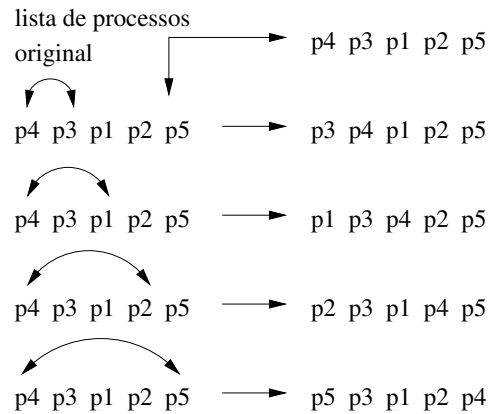 lista de processos
original
p4 p3 p1 p2 p5
p4 p3 p1 p2 p5
p3 p4 p1 p2 p5
p4 p3 p1 p2 p5
p1 p3 p4 p2 p5
p4 p3 p1 p2 p5
p2 p3 p1 p4 p5
p4 p3 p1 p2 p5
p5 p3 p1 p2 p4